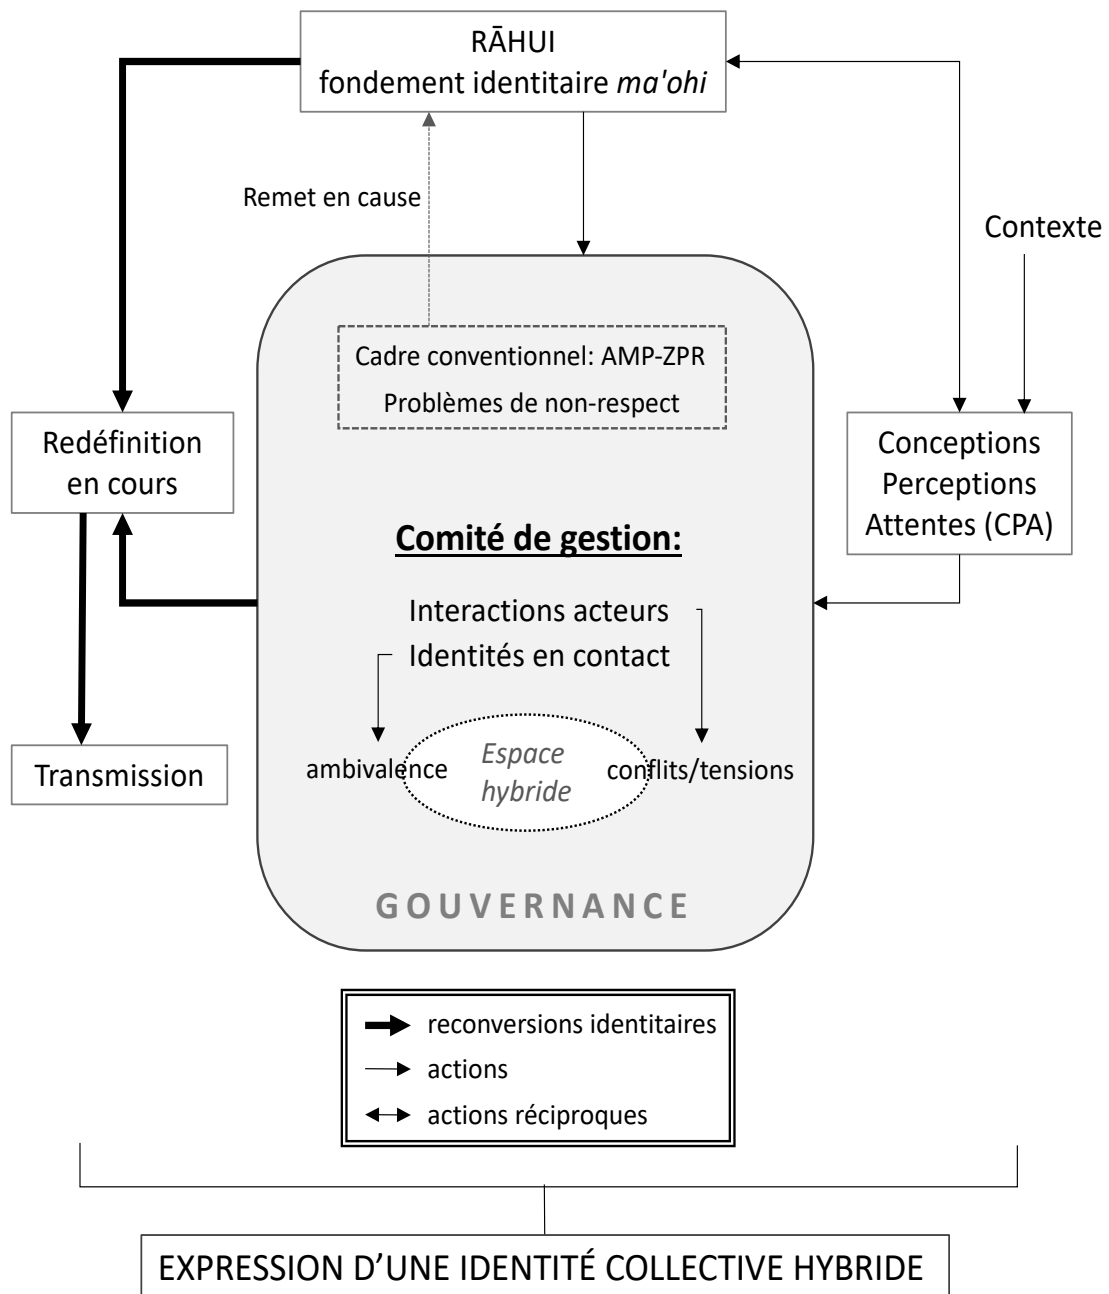 RĀHUI
fondement identitaire ma'ohi
Remet en cause
Contexte
Cadre conventionnel: AMP-ZPR
Problèmes de non-respect
Redéfinition
en cours
Conceptions
Perceptions
Attentes (CPA)
Comité de gestion:
Interactions acteurs
Identités en contact
Transmission
ambivalence
Espace
hybride
conflits/tensions
GOUVERNANCE
reconversions identitaires
actions
actions réciproques
EXPRESSION D’UNE IDENTITÉ COLLECTIVE HYBRIDE